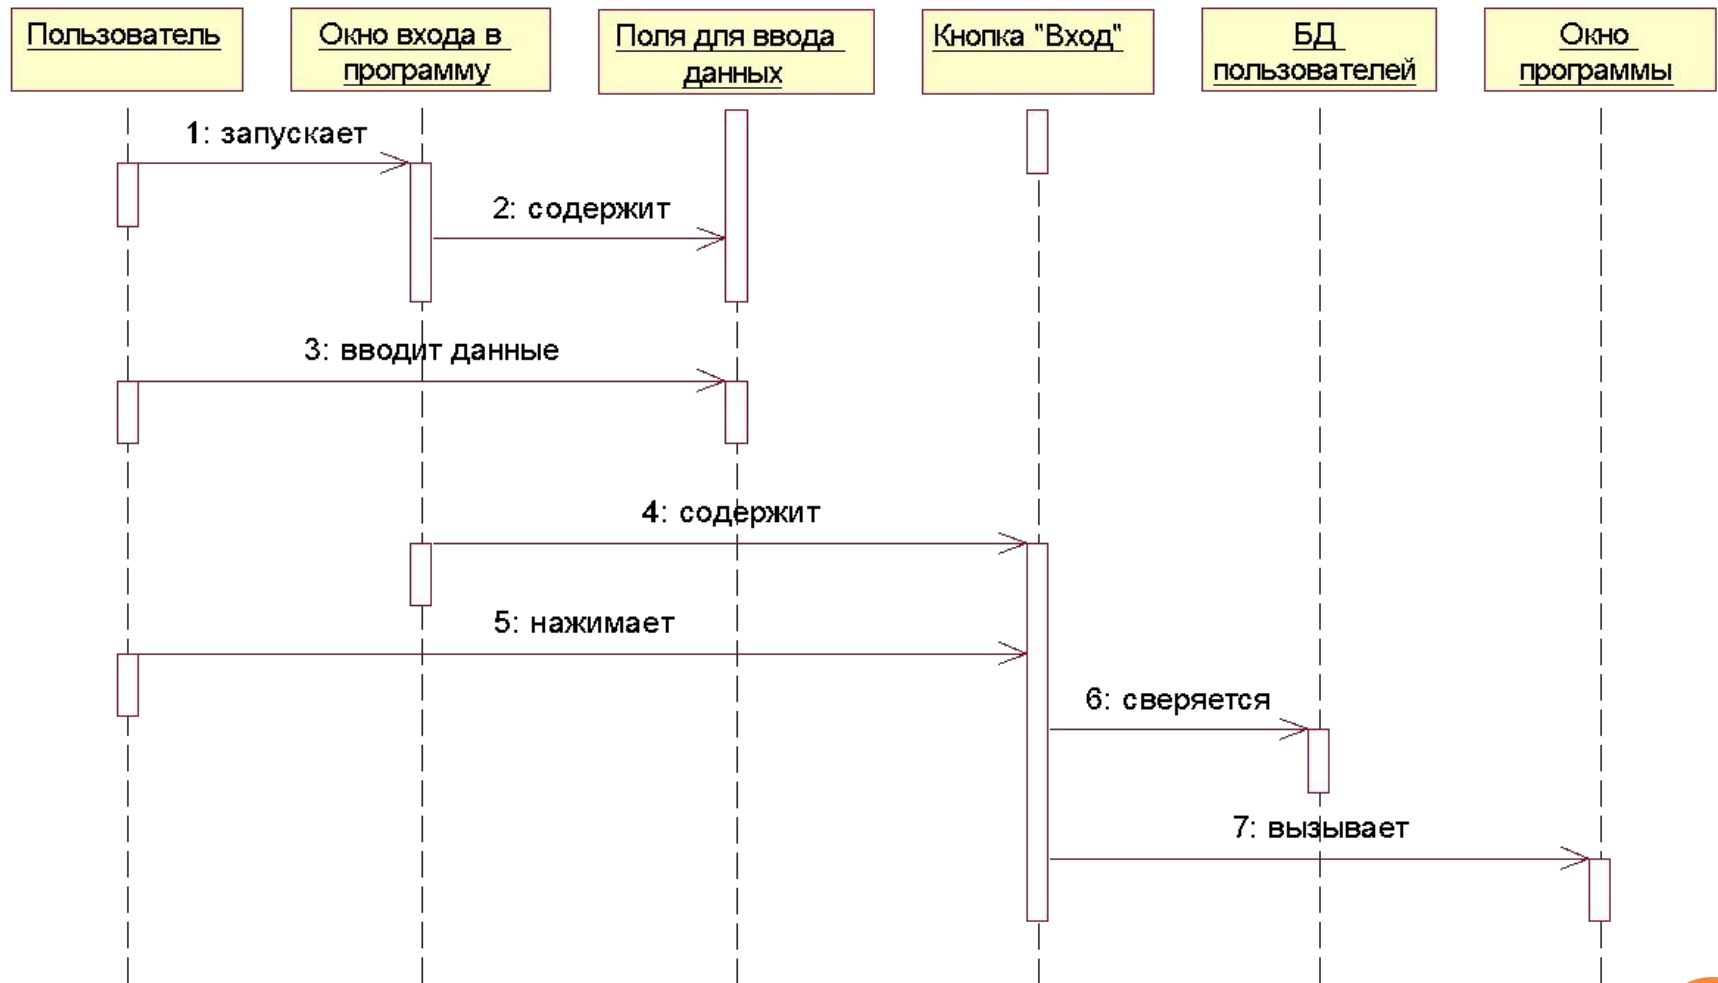 Пользователь
Окно входа в
программу
Поля для ввода
данных
Кнопка "Вход"
БД
пользователей
Окно
программы
1: запускает
2: содержит
3: вводит данные
4: содержит
5: нажимает
6: сверяется
7: вызывает